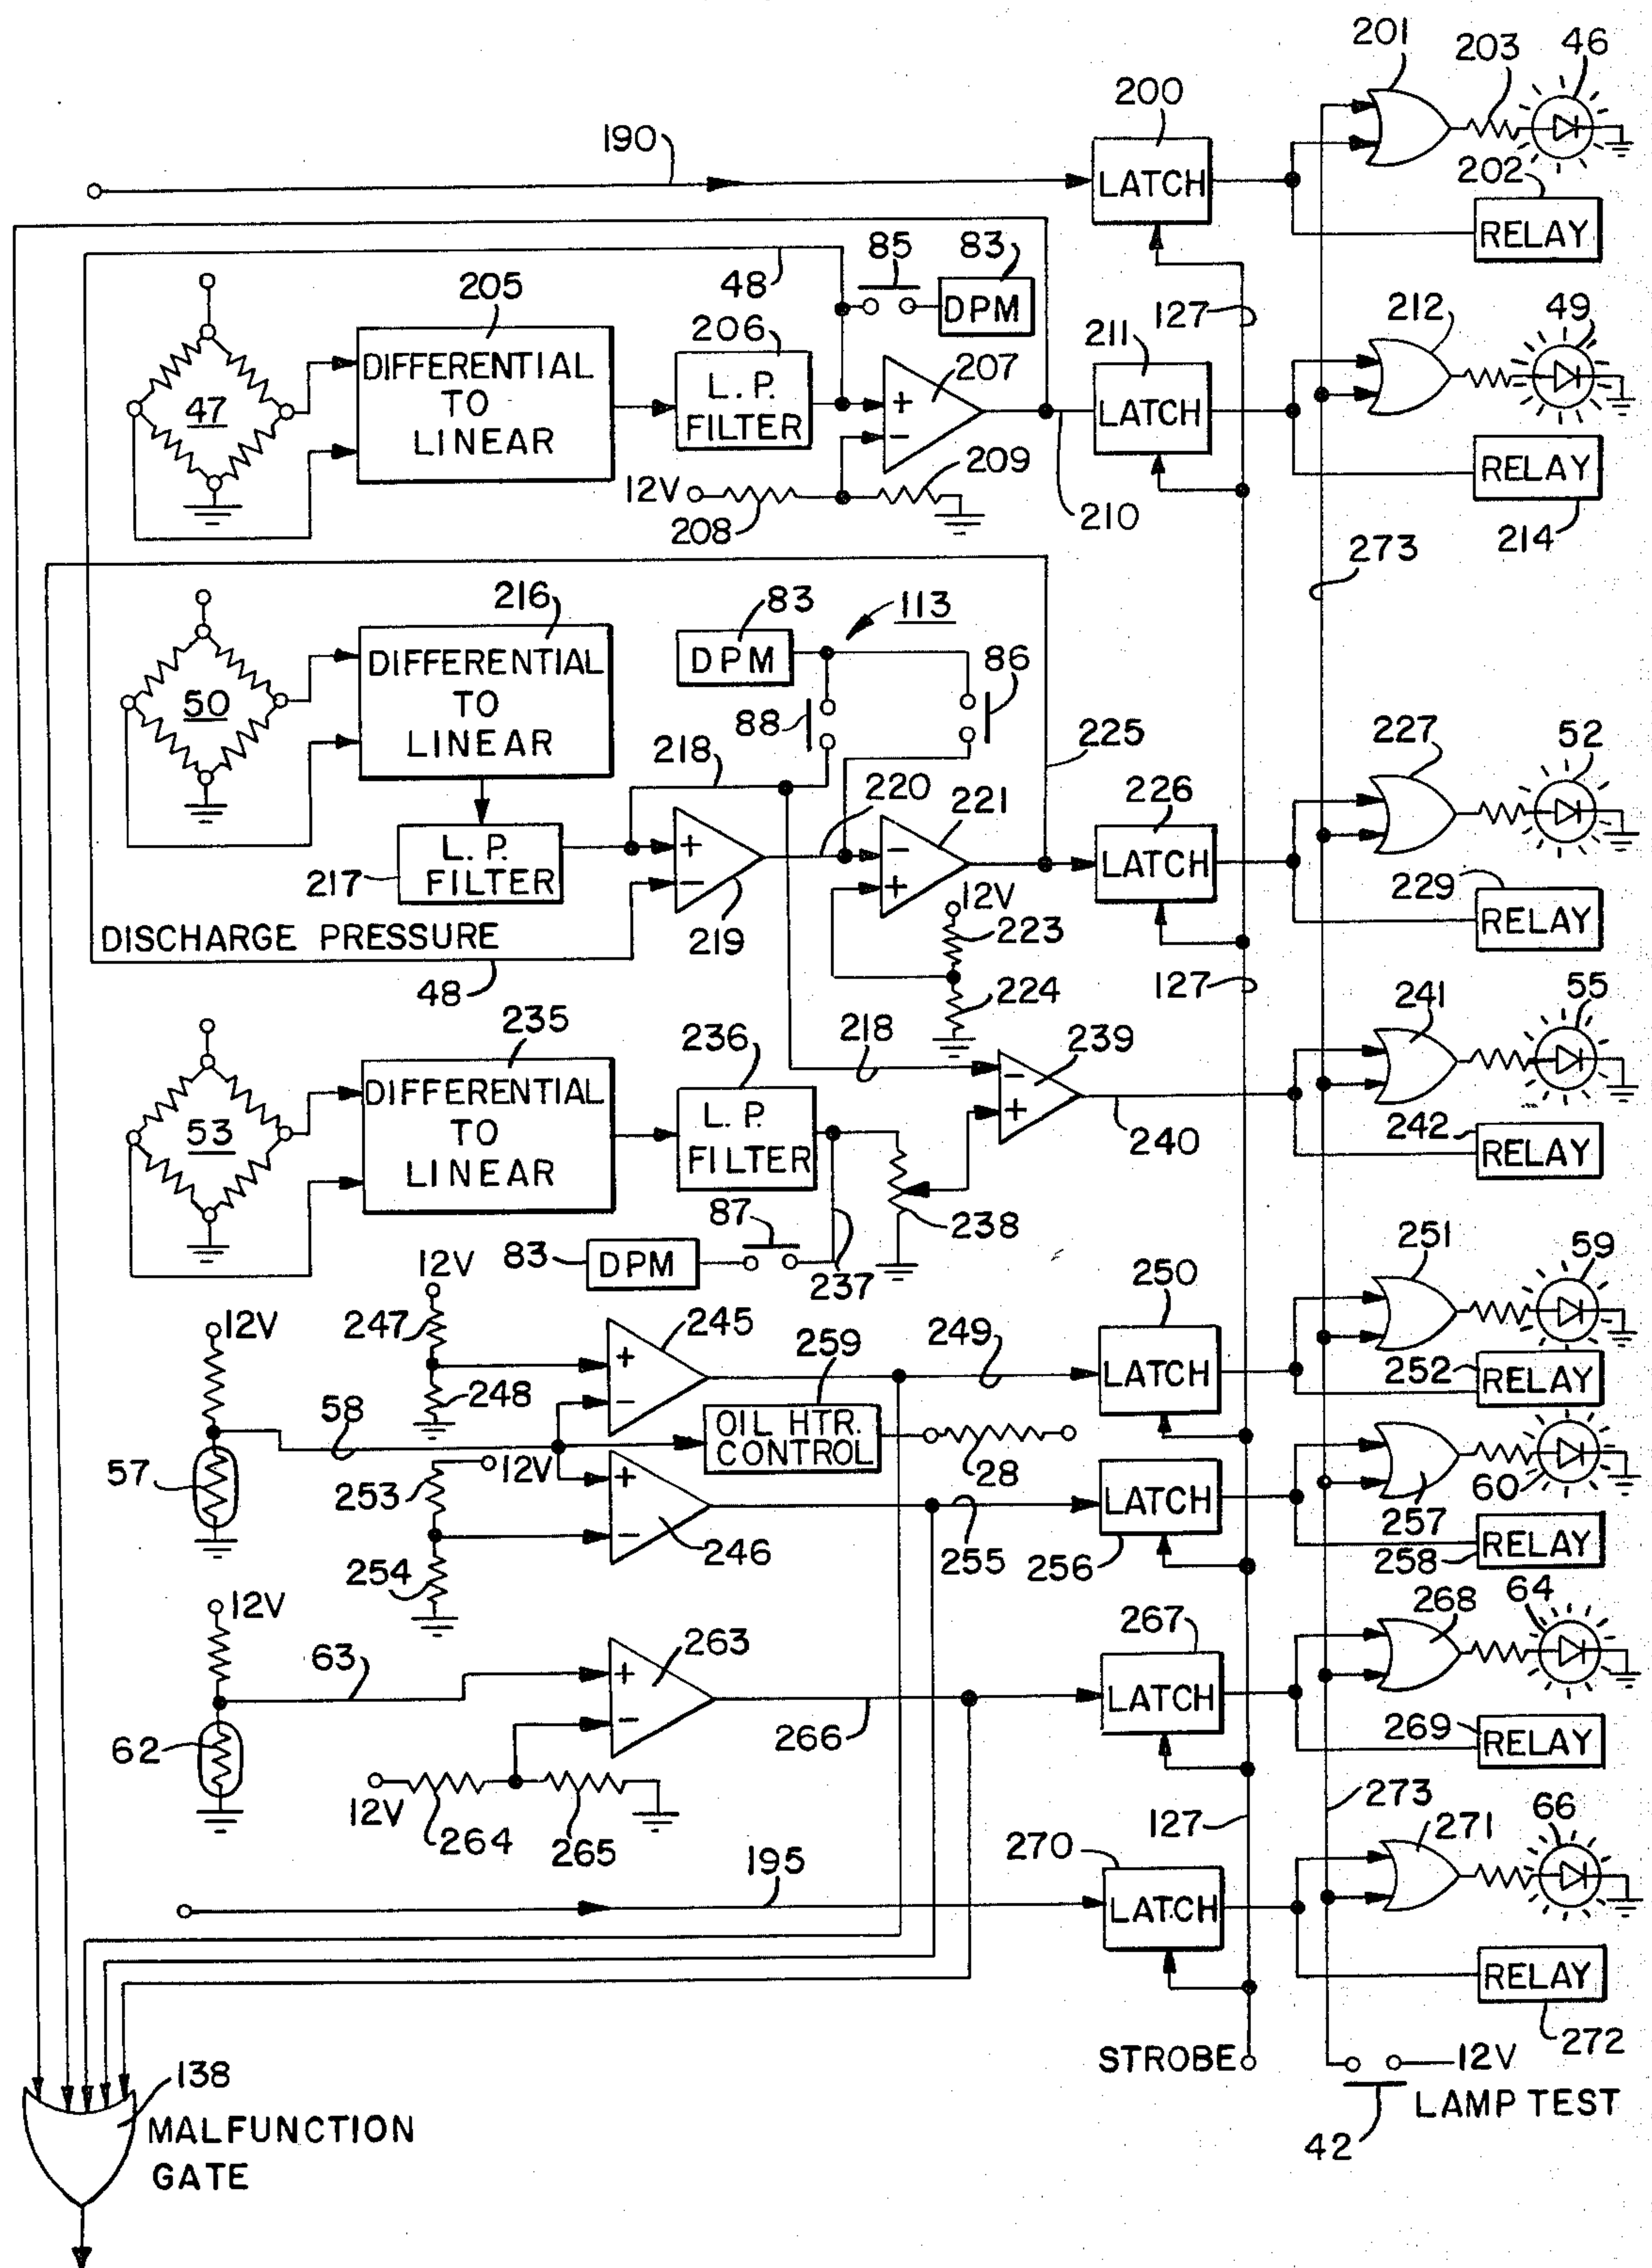 201
203
46
200
190
LATCH
202
RELAY
85
83
48
DPM
205
206
127
211
212
49
DIFFERENTIAL
TO
LINEAR
L. P.
FILTER
207
+
−
LATCH
47
209
RELAY
12V
208
210
214
273
216
83
113
DPM
86
DIFFERENTIAL
TO
LINEAR
50
88
218
225
227
52
220
221
226
L. P.
FILTER
217
+
−
−
+
LATCH
229
RELAY
12V
223
DISCHARGE PRESSURE
219
48
224
127
241
55
235
236
218
239
DIFFERENTIAL
TO
LINEAR
L. P.
FILTER
−
+
53
240
242
RELAY
87
238
83
DPM
237
251
59
12V
250
12V
247
245
259
249
+
−
LATCH
252
RELAY
248
58
OIL HTR.
CONTROL
57
12V
28
253
+
−
LATCH
60
246
257
254
255
256
258
RELAY
12V
268
64
263
267
63
+
−
LATCH
62
266
269
RELAY
12V
264
265
273
66
127
271
195
270
LATCH
RELAY
272
STROBE
12V
138
LAMP TEST
MALFUNCTION
GATE
42